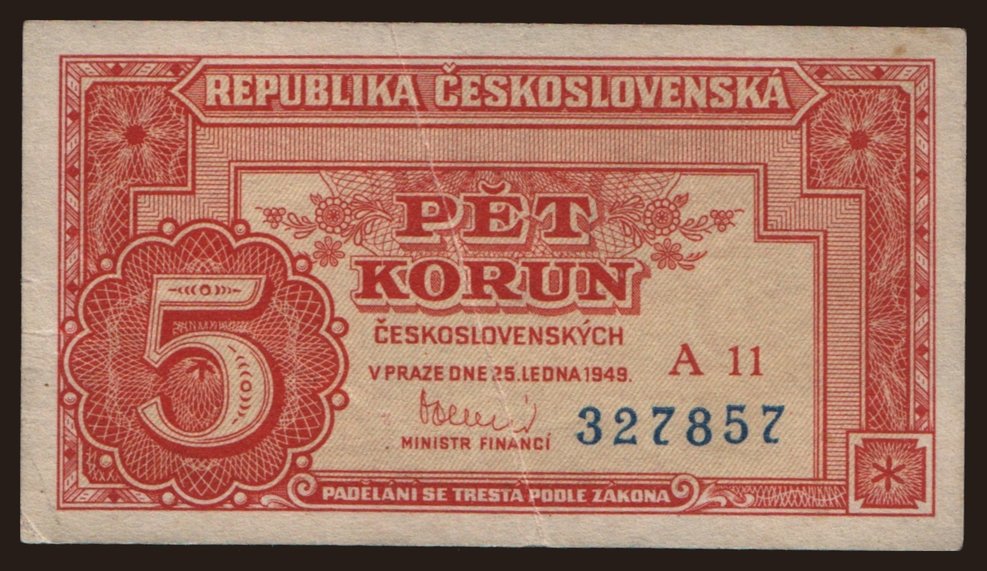 REPUBLIKA ČESKOSLOVENSKÁ
PĚT
KORUN
ČESKOSLOVENSKÝCH
V PRAZE DNE 25. LEDNA 1949.
A 11
327857
MINISTR FINANCÍ
5
PADĚLÁNÍ SE TRESTÁ PODLE ZÁKONA